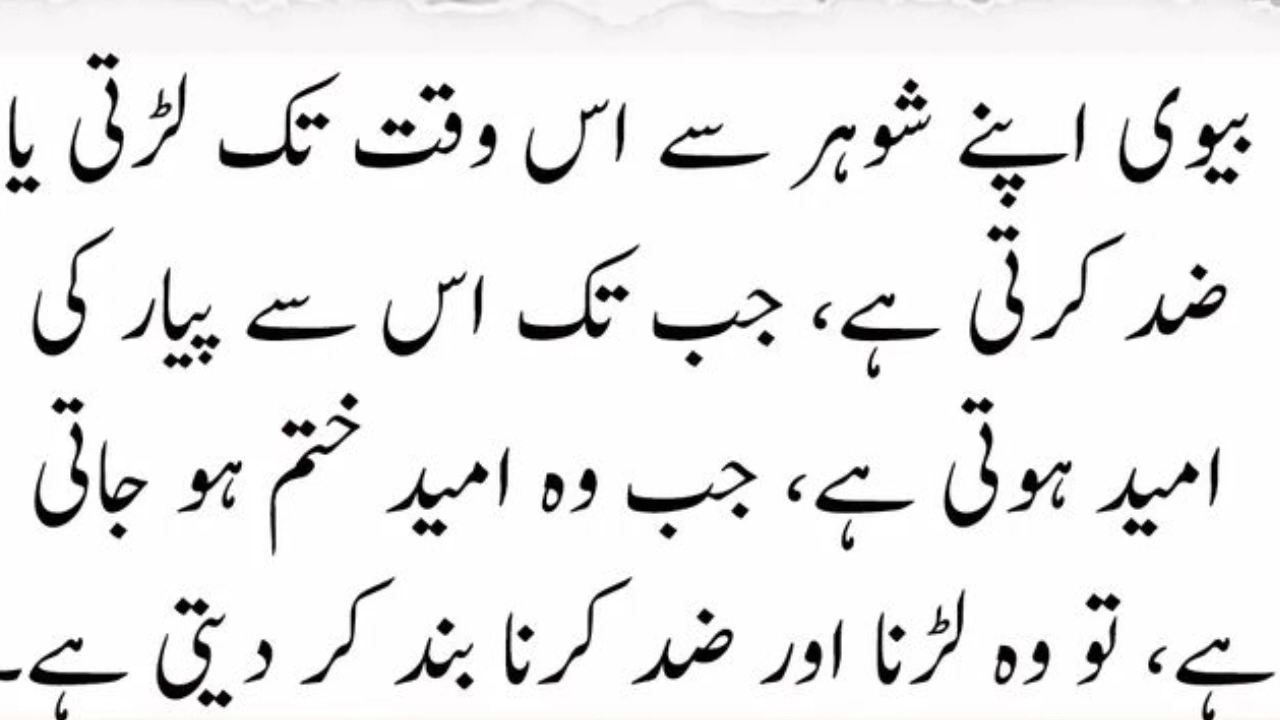 بیوی اپنے شوہر سے اس وقت تک لڑتی یا
ضد کرتی ہے، جب تک اس سے پیار کی
امید ہوتی ہے، جب وہ امید ختم ہو جاتی
ہے، تو وہ لڑنا اور ضد کرنا بند کر دیتی ہے۔